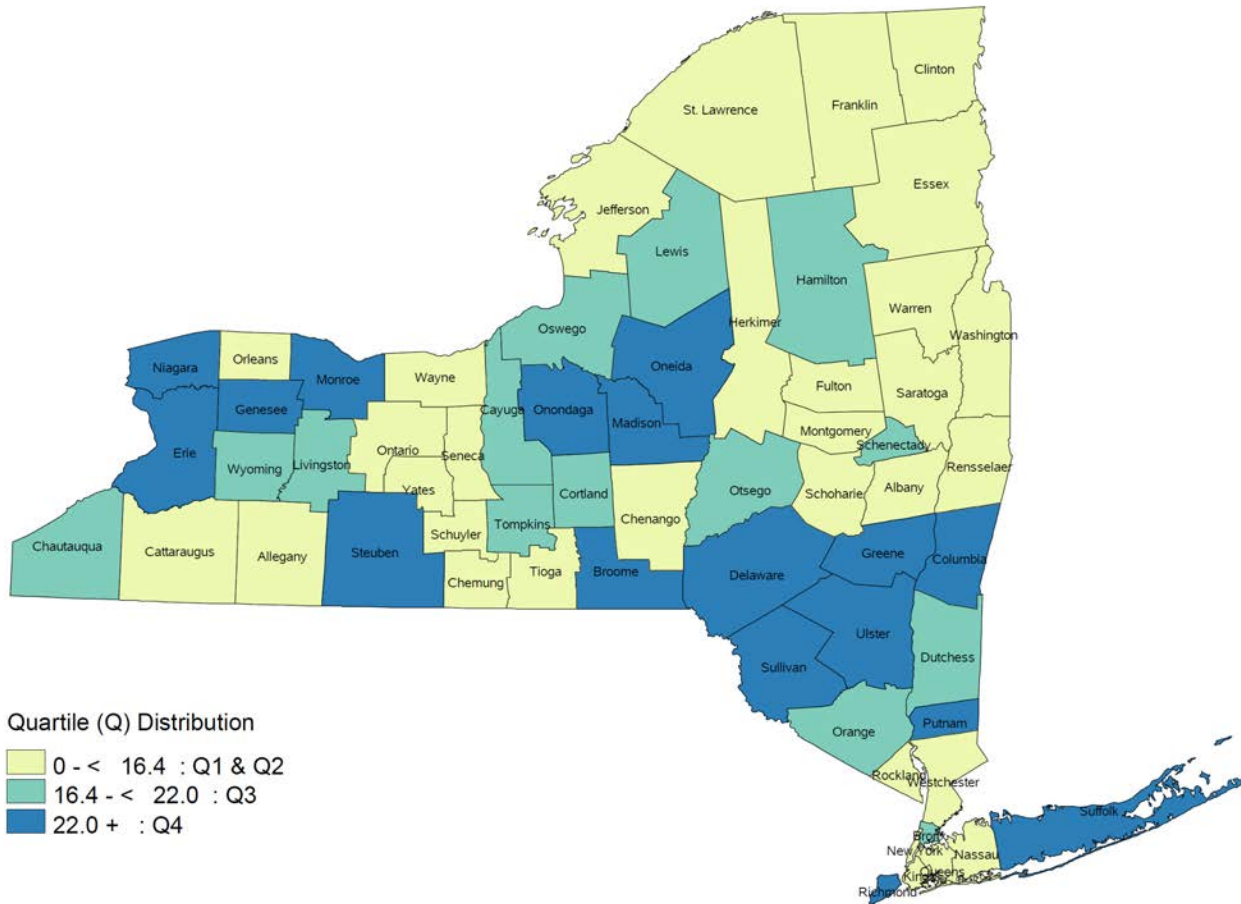 Clinton
Franklin
St. Lawrence
Essex
Jefferson
Lewis
Hamilton
Warren
Herkimer
Washington
Oswego
Oneida
Orleans
Niagara
Monroe
Wayne
Fulton
Saratoga
Genesee
Cayuga
Onondaga
Madison
Montgomery
Schenectady
Erie
Ontario
Seneca
Wyoming
Livingston
Rensselaer
Yates
Cortland
Otsego
Schoharie
Albany
Chenango
Tompkins
Schuyler
Chautauqua
Cattaraugus
Allegany
Steuben
Greene
Columbia
Chemung
Tioga
Broome
Delaware
Ulster
Dutchess
Sullivan
Putnam
Orange
Rockland
Westchester
Suffolk
Bronx
New York
Nassau
Queens
Kings
Richmond
Quartile (Q) Distribution
0 - < 16.4 : Q1 & Q2
16.4 - < 22.0 : Q3
22.0 + : Q4